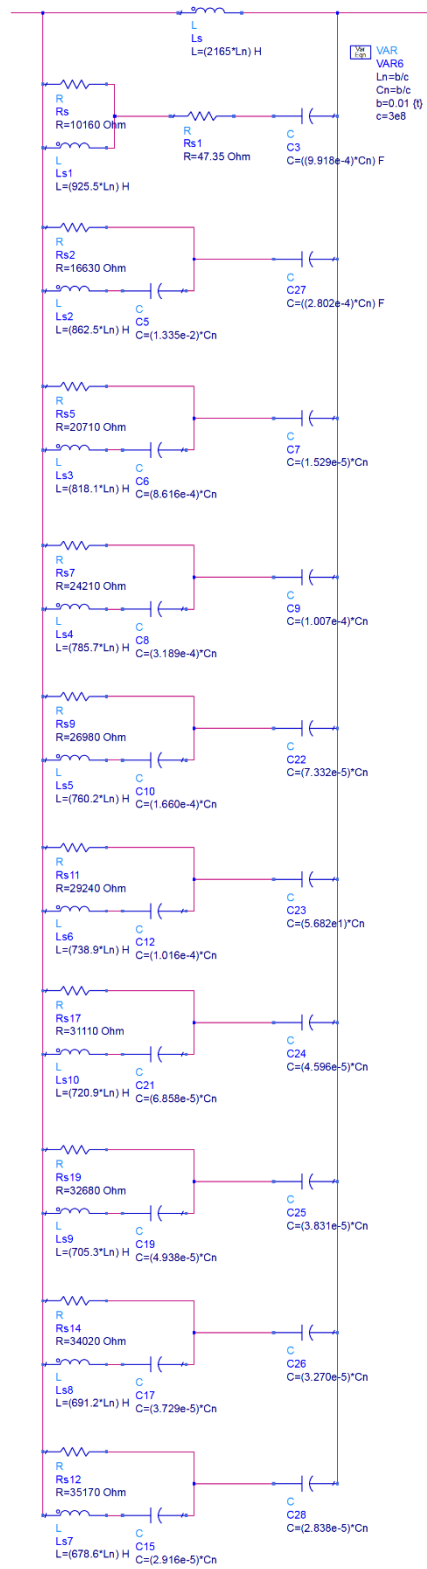 L
Ls
L=(2165*Ln) H
Var
Eqn
VAR
VAR6
Ln=b/c
Cn=b/c
b=0.01 {t}
c=3e8
R
Rs
R=10160 Ohm
L
Ls1
L=(925.5*Ln) H
R
Rs1
R=47.35 Ohm
C
C3
C=((9.918e-4)*Cn) F
R
Rs2
R=16630 Ohm
L
Ls2
L=(862.5*Ln) H
C
C5
C=(1.335e-2)*Cn
C
C27
C=((2.802e-4)*Cn) F
R
Rs5
R=20710 Ohm
L
Ls3
L=(818.1*Ln) H
C
C6
C=(8.616e-4)*Cn
C
C7
C=(1.529e-5)*Cn
R
Rs7
R=24210 Ohm
L
Ls4
L=(785.7*Ln) H
C
C8
C=(3.189e-4)*Cn
C
C9
C=(1.007e-4)*Cn
R
Rs9
R=26980 Ohm
L
Ls5
L=(760.2*Ln) H
C
C10
C=(1.660e-4)*Cn
C
C22
C=(7.332e-5)*Cn
R
Rs11
R=29240 Ohm
L
Ls6
L=(738.9*Ln) H
C
C12
C=(1.016e-4)*Cn
C
C23
C=(5.682e1)*Cn
R
Rs17
R=31110 Ohm
L
Ls10
L=(720.9*Ln) H
C
C21
C=(6.858e-5)*Cn
C
C24
C=(4.596e-5)*Cn
R
Rs19
R=32680 Ohm
L
Ls9
L=(705.3*Ln) H
C
C19
C=(4.938e-5)*Cn
C
C25
C=(3.831e-5)*Cn
R
Rs14
R=34020 Ohm
L
Ls8
L=(691.2*Ln) H
C
C17
C=(3.729e-5)*Cn
C
C26
C=(3.270e-5)*Cn
R
Rs12
R=35170 Ohm
L
Ls7
L=(678.6*Ln) H
C
C15
C=(2.916e-5)*Cn
C
C28
C=(2.838e-5)*Cn